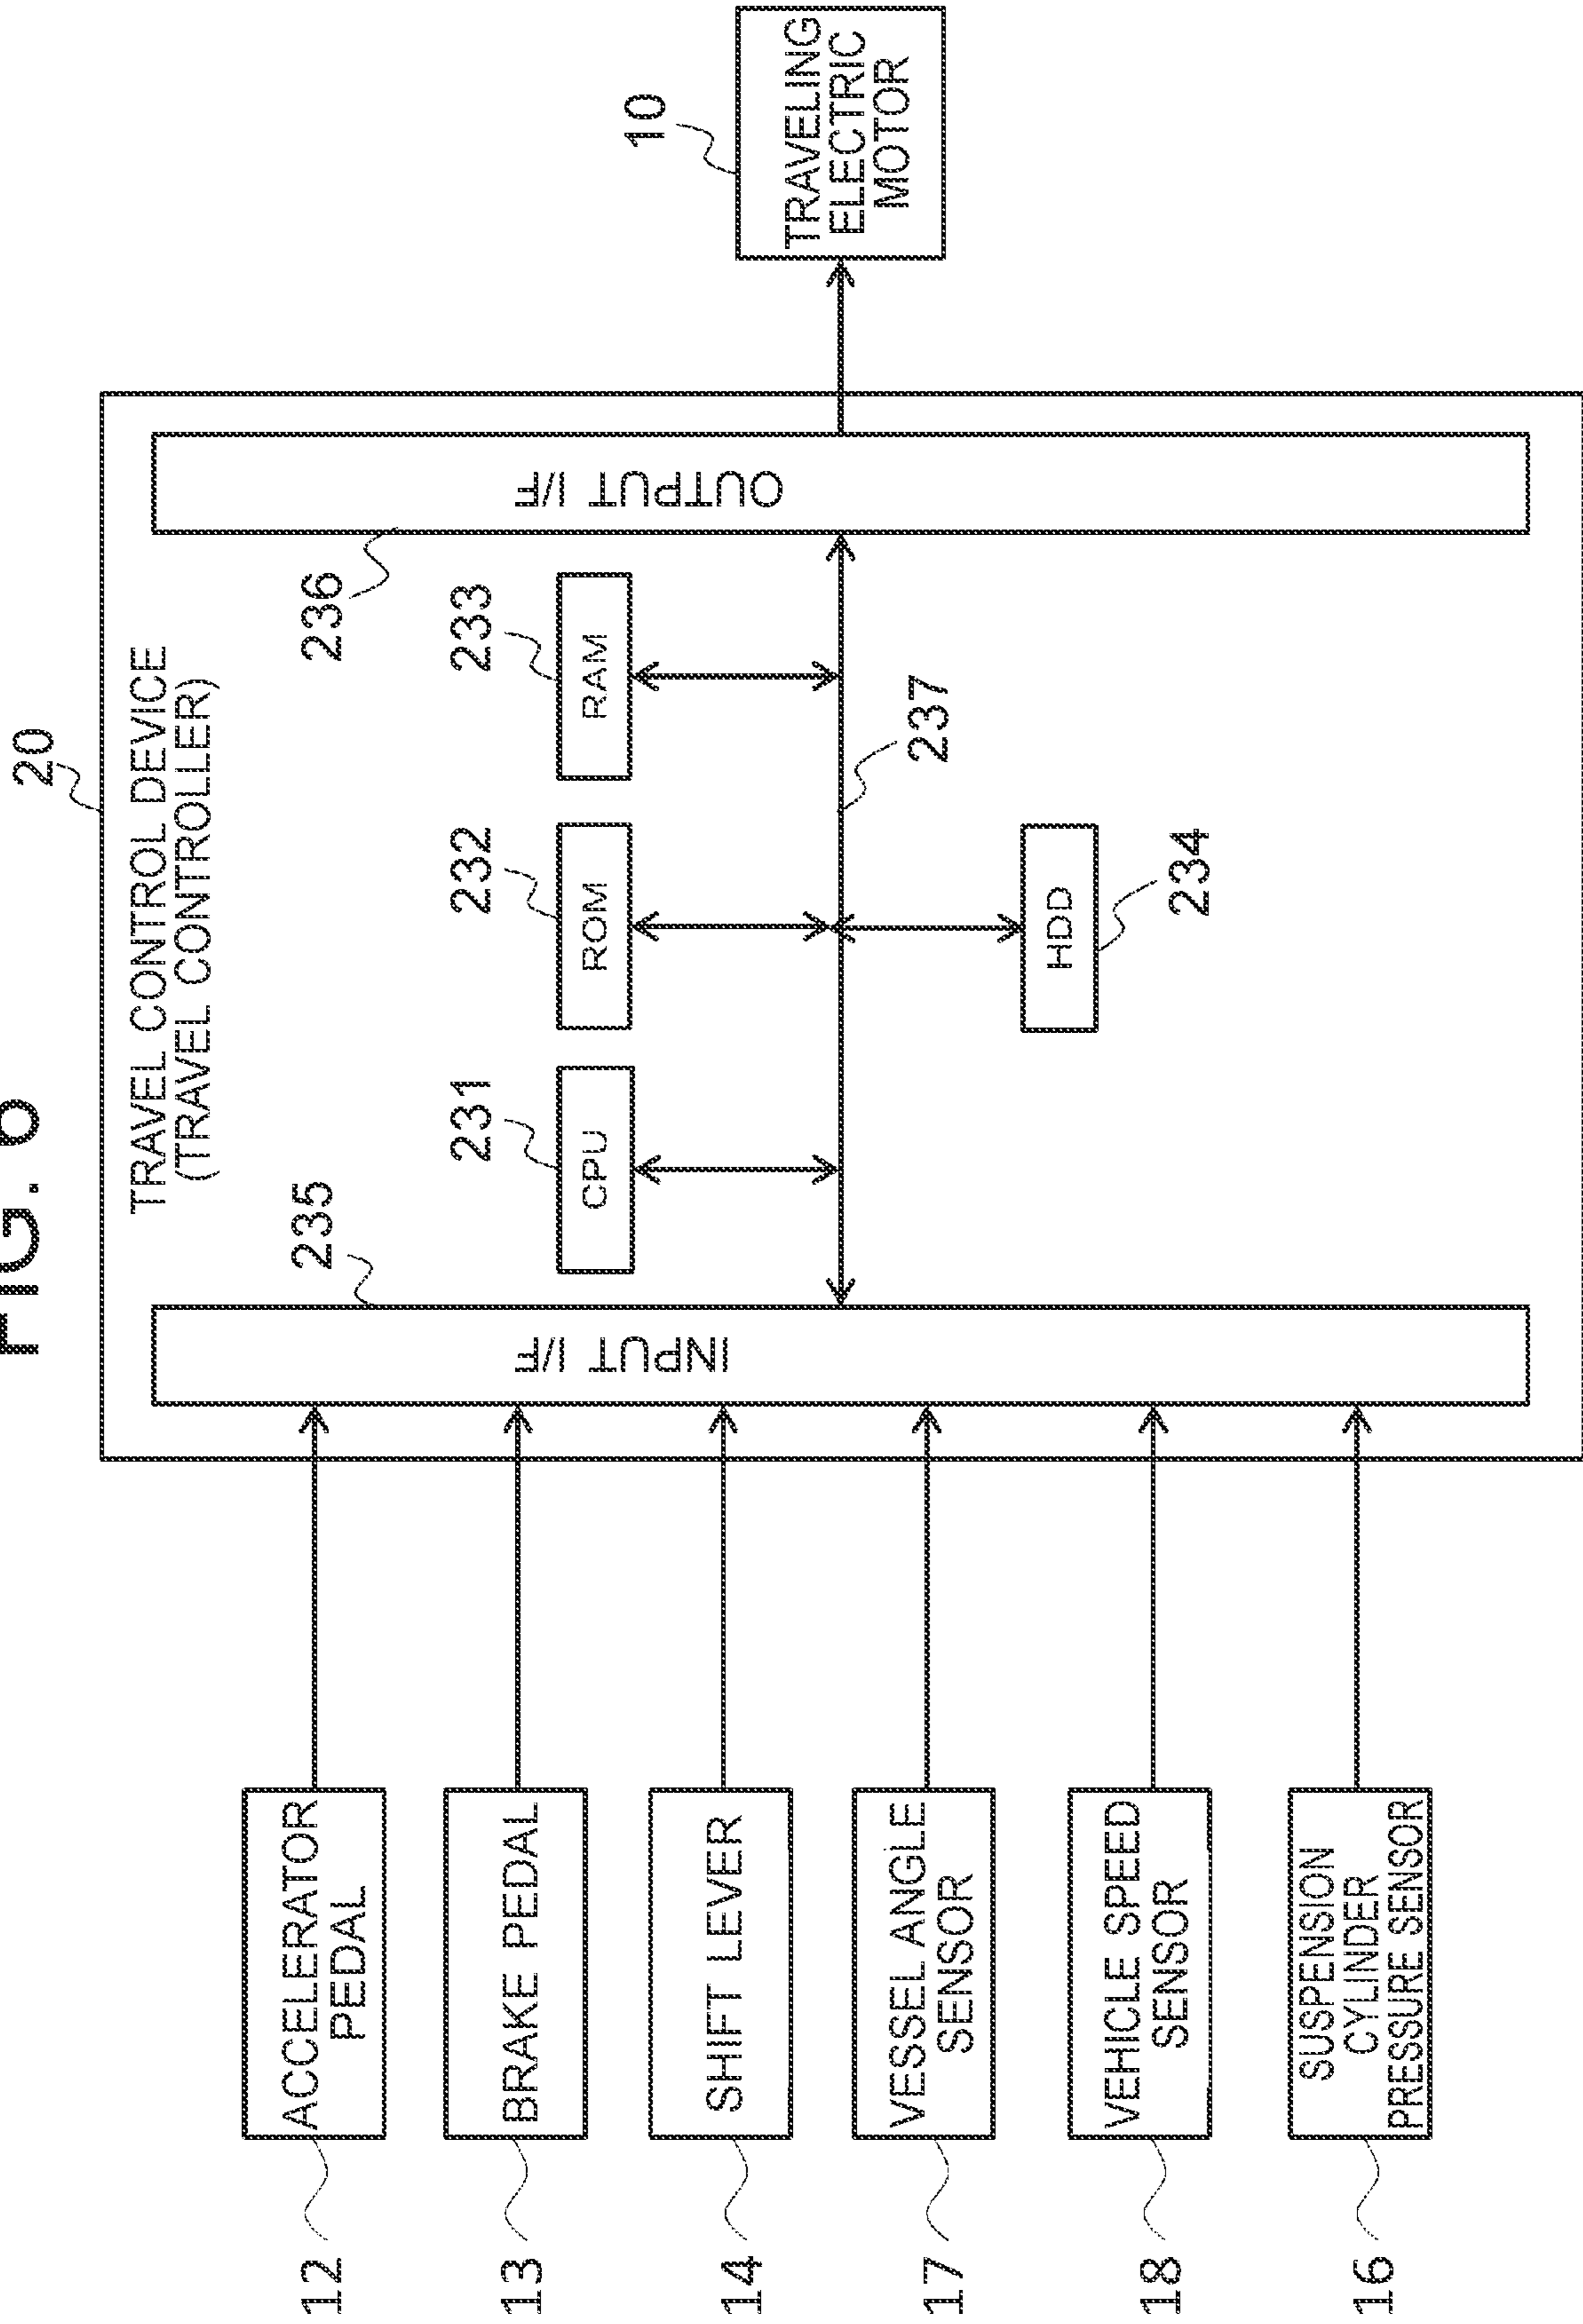 FIG. 6
20
TRAVEL CONTROL DEVICE
(TRAVEL CONTROLLER)
12
ACCELERATOR
PEDAL
13
BRAKE PEDAL
14
SHIFT LEVER
17
VESSEL ANGLE
SENSOR
18
VEHICLE SPEED
SENSOR
16
SUSPENSION
CYLINDER
PRESSURE SENSOR
235
INPUT I/F
231
CPU
232
ROM
233
RAM
234
HDD
237
236
OUTPUT I/F
10
TRAVELING
ELECTRIC
MOTOR